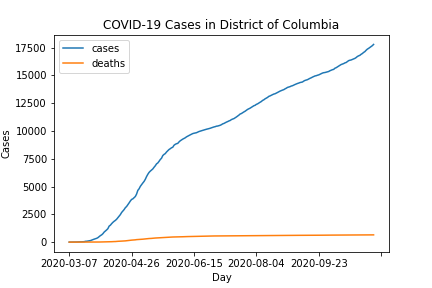 COVID-19 Cases in District of Columbia
cases
deaths
17500
15000
12500
10000
7500
5000
2500
0
Cases
2020-03-07 2020-04-26 2020-06-15 2020-08-04 2020-09-23
Day